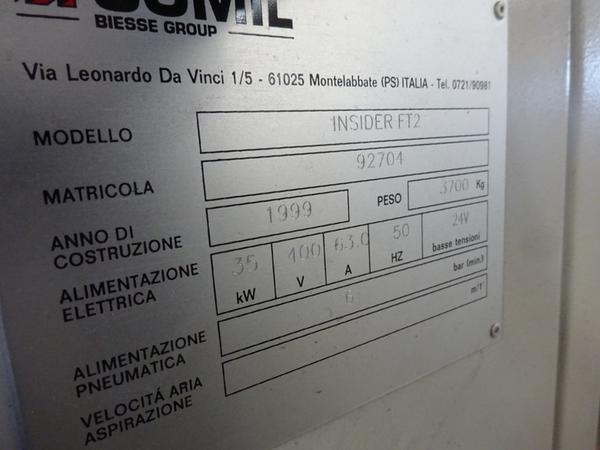 BIESSE GROUP
Via Leonardo Da Vinci 1/5 - 61025 Montelabbate (PS) ITALIA - Tel. 0721/90981
MODELLO INSIDER FT2
MATRICOLA 92704
ANNO DI COSTRUZIONE 1999 PESO 3700 Kg
ALIMENTAZIONE ELETTRICA 35 kW 400 V 63.0 A 50 HZ 24V basse tensioni
ALIMENTAZIONE PNEUMATICA 6 bar (min.)
VELOCITÁ ARIA ASPIRAZIONE m/1'